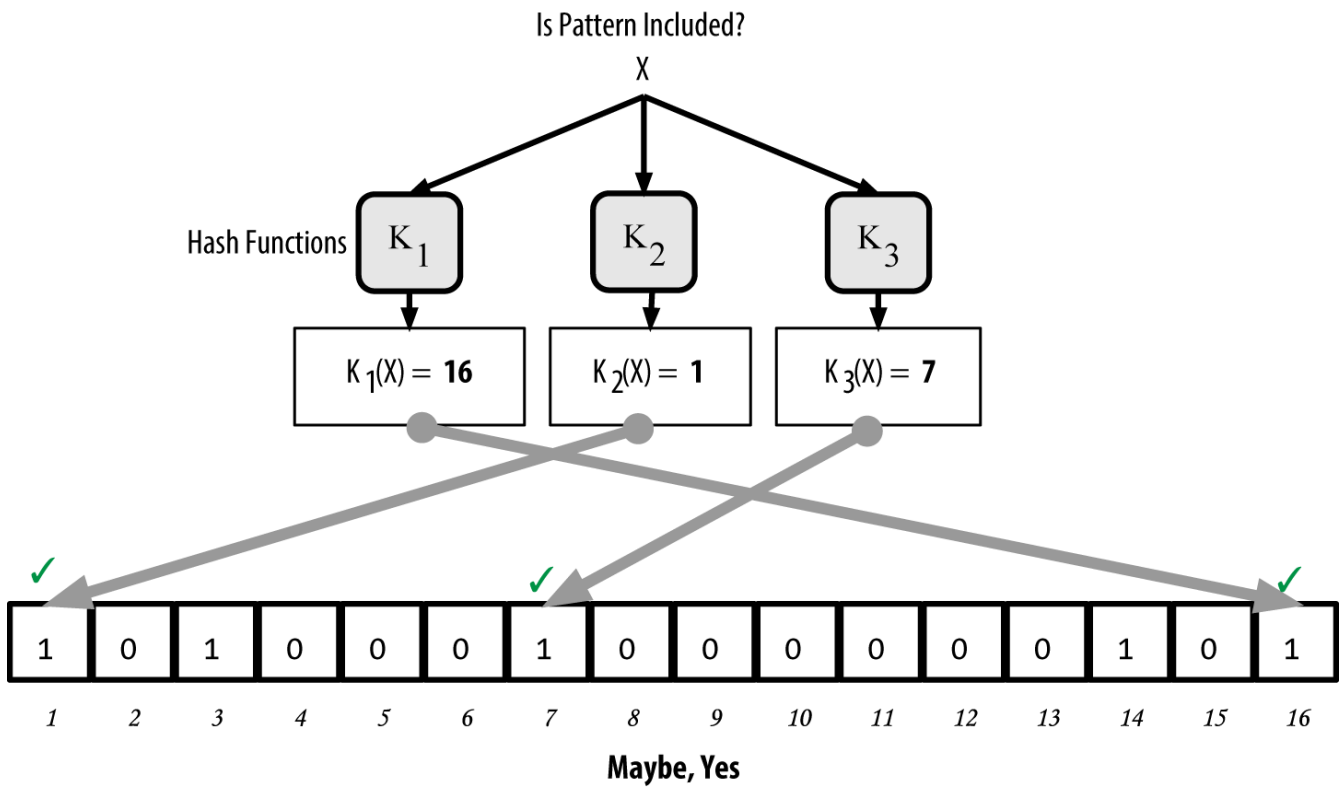 Is Pattern Included?
X
Hash Functions
K1
K2
K3
K1(X) = 16
K2(X) = 1
K3(X) = 7
✓ ✓ ✓
1 0 1 0 0 0 1 0 0 0 0 0 0 1 0 1
1 2 3 4 5 6 7 8 9 10 11 12 13 14 15 16
Maybe, Yes